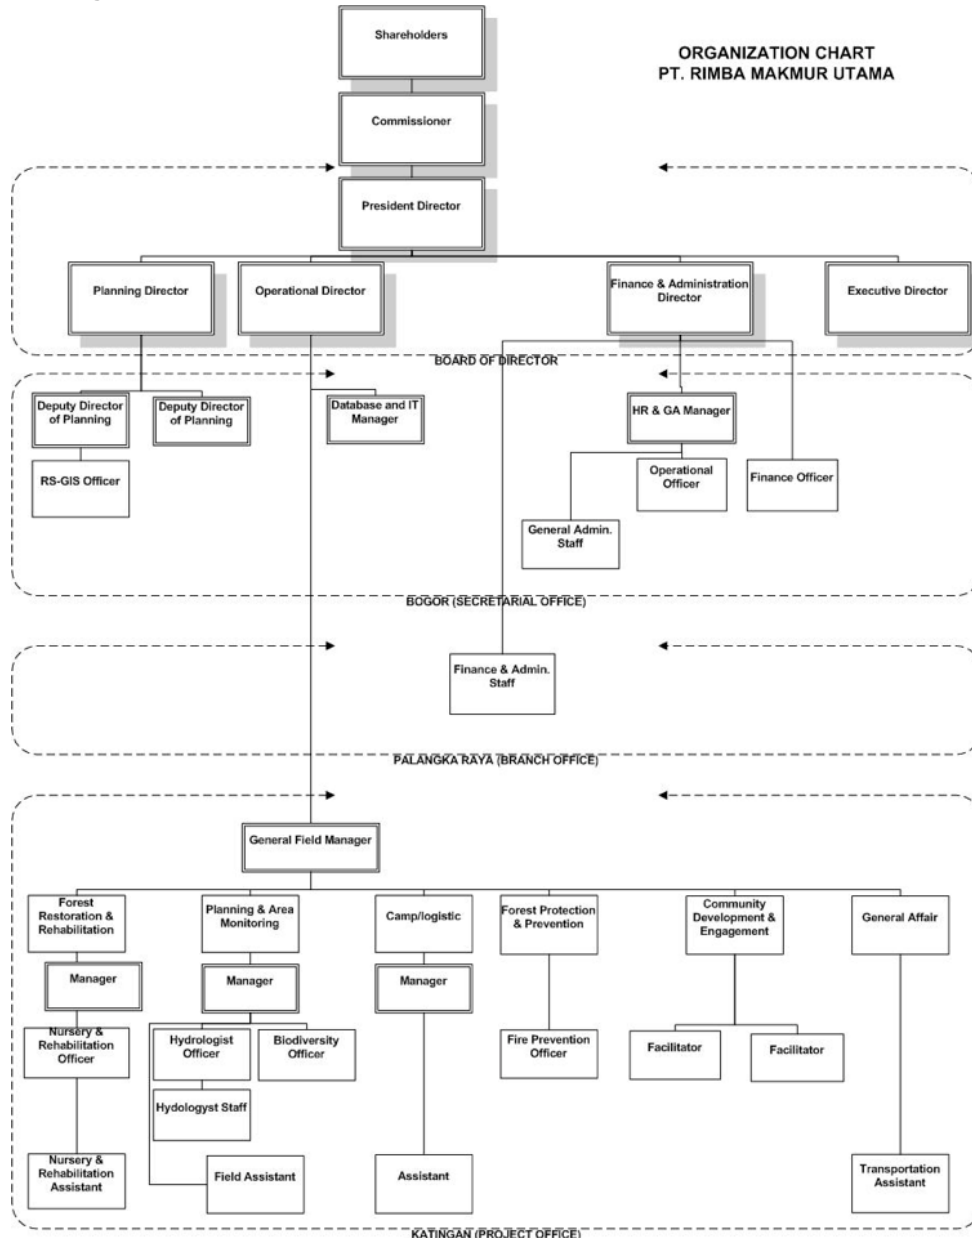 Shareholders
ORGANIZATION CHART
PT. RIMBA MAKMUR UTAMA
Commissioner
President Director
Planning Director
Operational Director
Finance & Administration
Director
Executive Director
BOARD OF DIRECTOR
Deputy Director
of Planning
Deputy Director
of Planning
Database and IT
Manager
HR & GA Manager
RS-GIS Officer
Operational
Officer
Finance Officer
General Admin.
Staff
BOGOR (SECRETARIAL OFFICE)
Finance & Admin.
Staff
PALANGKA RAYA (BRANCH OFFICE)
General Field Manager
Forest
Restoration &
Rehabilitation
Planning & Area
Monitoring
Camp/logistic
Forest Protection
& Prevention
Community
Development &
Engagement
General Affair
Manager
Manager
Manager
Nursery &
Rehabilitation
Officer
Hydrologist
Officer
Biodiversity
Officer
Fire Prevention
Officer
Facilitator
Facilitator
Hydologyst Staff
Nursery &
Rehabilitation
Assistant
Field Assistant
Assistant
Transportation
Assistant
KATINGAN (PROJECT OFFICE)